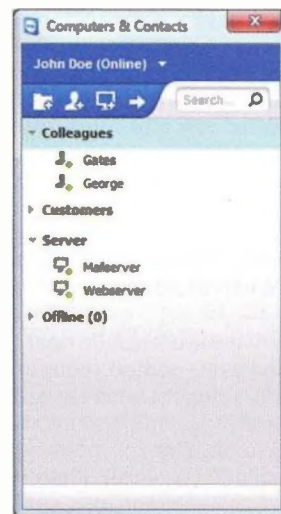 Computers & Contacts
John Doe (Online)
Search...
Colleagues
Gates
George
Customers
Server
Mailserver
Webserver
Offline (0)